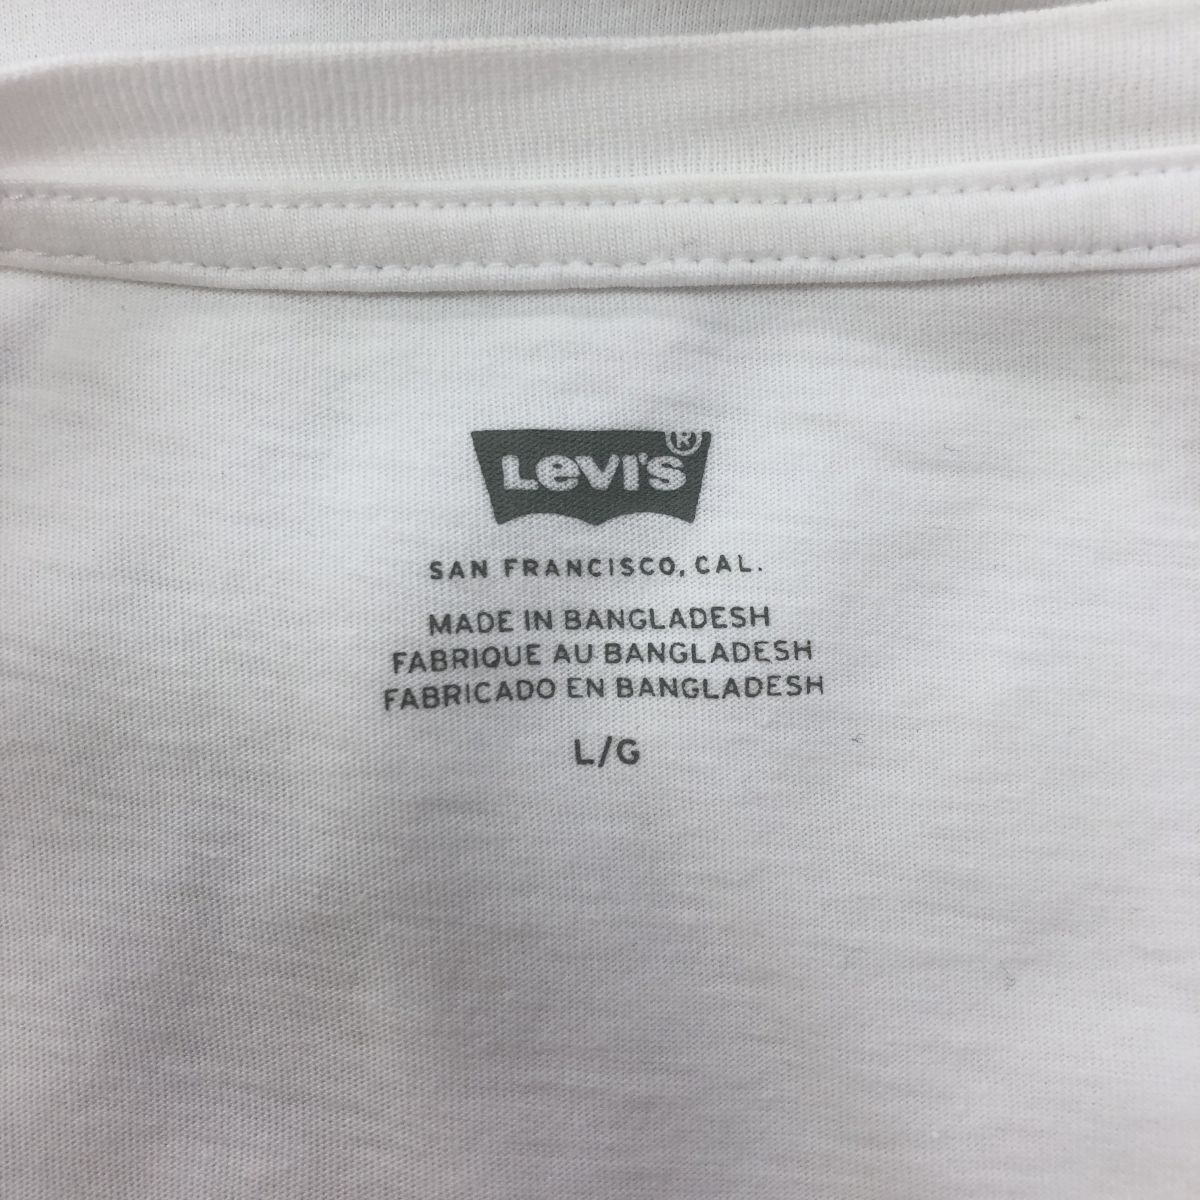 Levi's®
SAN FRANCISCO, CAL.
MADE IN BANGLADESH
FABRIQUE AU BANGLADESH
FABRICADO EN BANGLADESH
L/G